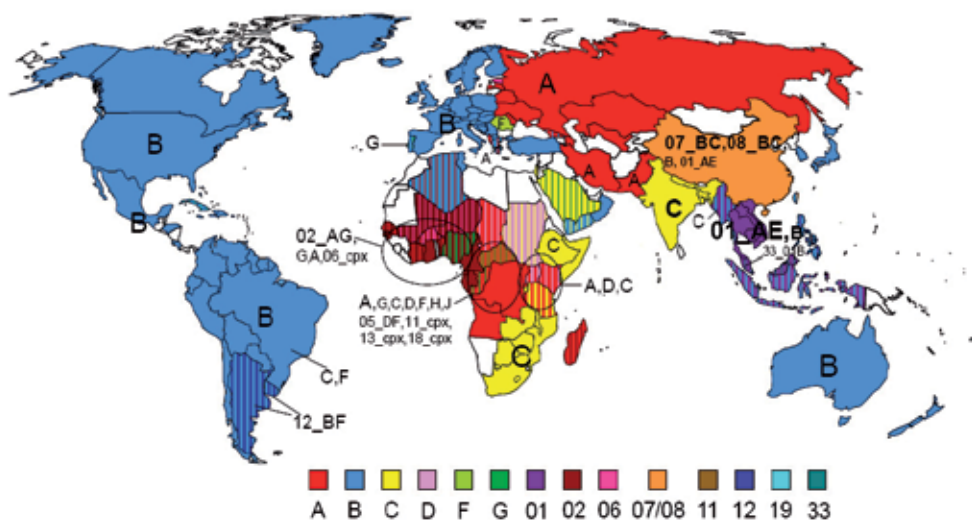 A
B
B
G
F
A
07_BC,08_BC
B, 01_AE
A
A
C
C
B
01_AE,B
33_01B
02_AG,
G,A,06_cpx
C
A,G,C,D,F,H,J
05_DF,11_cpx,
13_cpx,18_cpx
A,D,C
B
C
B
C,F
12_BF
A B C D F G 01 02 06 07/08 11 12 19 33